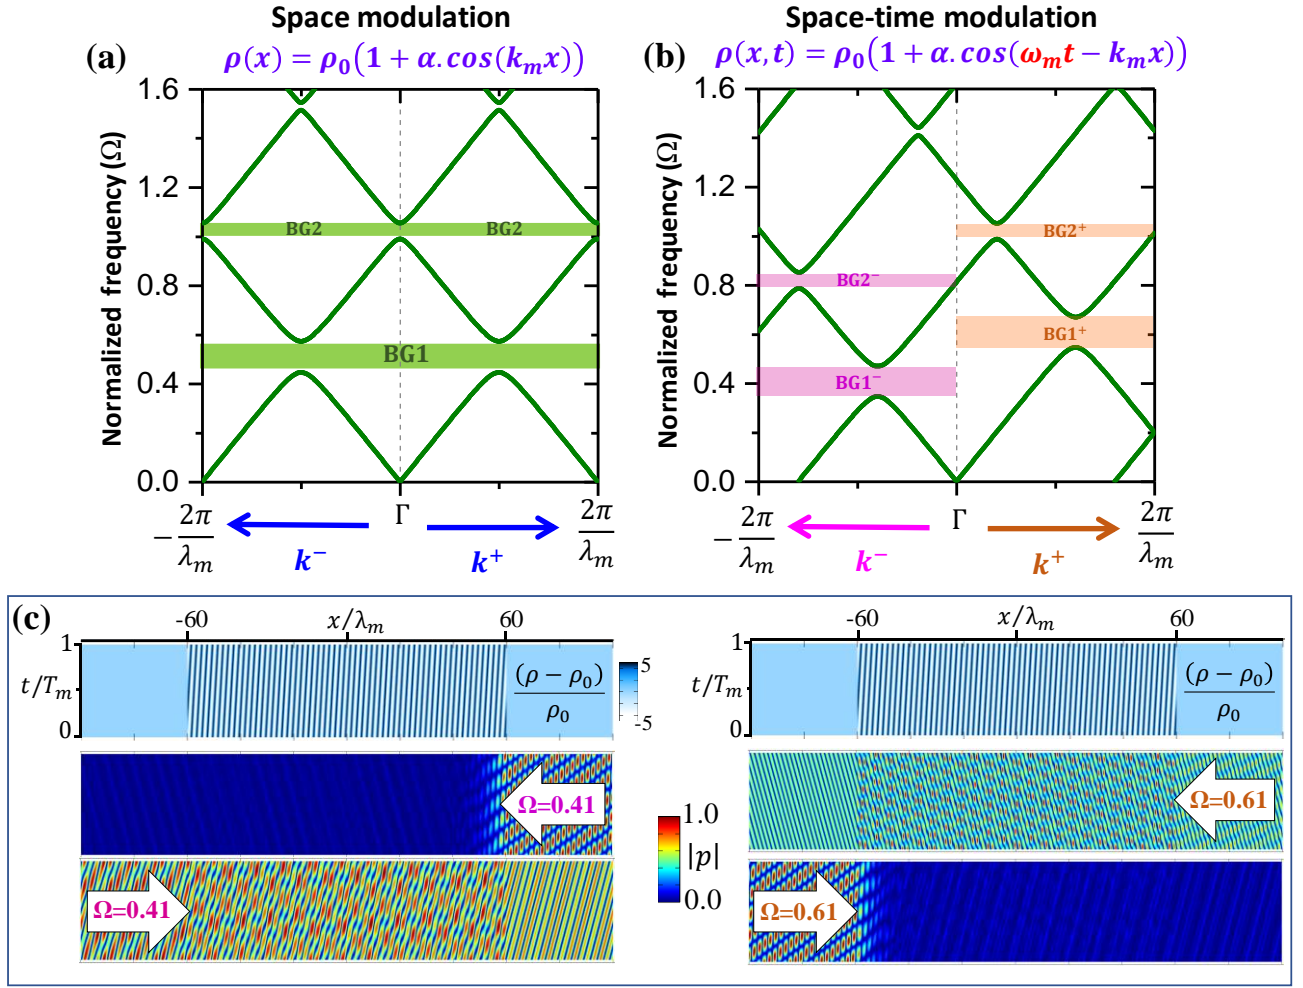 Space modulation
(a) ρ(x) = ρ₀(1 + α.cos(kₘx))
Normalized frequency (Ω)
1.6
1.2
0.8
0.4
0.0
BG2 BG2
BG1
−2π/λₘ Γ 2π/λₘ
k⁻ k⁺
Space-time modulation
(b) ρ(x,t) = ρ₀(1 + α.cos(ωₘt − kₘx))
Normalized frequency (Ω)
1.6
1.2
0.8
0.4
0.0
BG2⁺
BG2⁻
BG1⁺
BG1⁻
−2π/λₘ Γ 2π/λₘ
k⁻ k⁺
(c)
-60 x/λₘ 60
1
t/Tₘ
0
(ρ − ρ₀)/ρ₀
5
-5
Ω=0.41
Ω=0.41
1.0
|p|
0.0
-60 x/λₘ 60
1
t/Tₘ
0
(ρ − ρ₀)/ρ₀
Ω=0.61
Ω=0.61